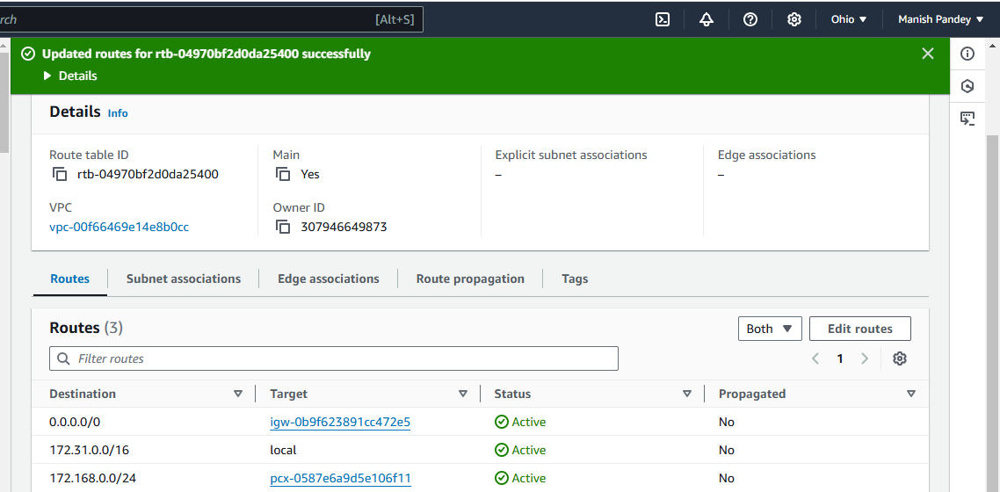 rch [Alt+S] Ohio Manish Pandey
Updated routes for rtb-04970bf2d0da25400 successfully
Details
Details Info
Route table ID Main Explicit subnet associations Edge associations
rtb-04970bf2d0da25400 Yes – –
VPC Owner ID
vpc-00f66469e14e8b0cc 307946649873
Routes Subnet associations Edge associations Route propagation Tags
Routes (3) Both Edit routes
Filter routes 1
Destination Target Status Propagated
0.0.0.0/0 igw-0b9f623891cc472e5 Active No
172.31.0.0/16 local Active No
172.168.0.0/24 pcx-0587e6a9d5e106f11 Active No